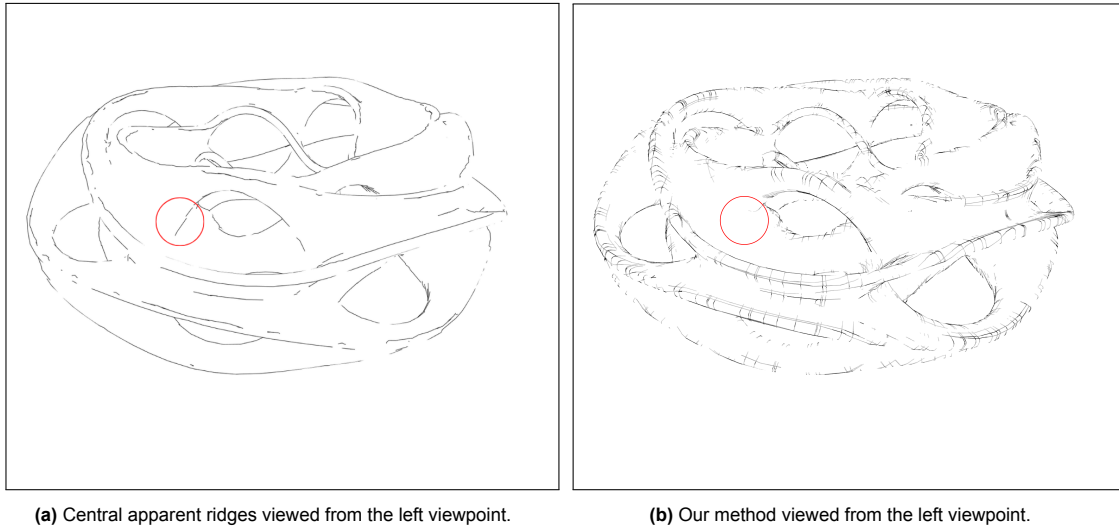 (a) Central apparent ridges viewed from the left viewpoint.
(b) Our method viewed from the left viewpoint.